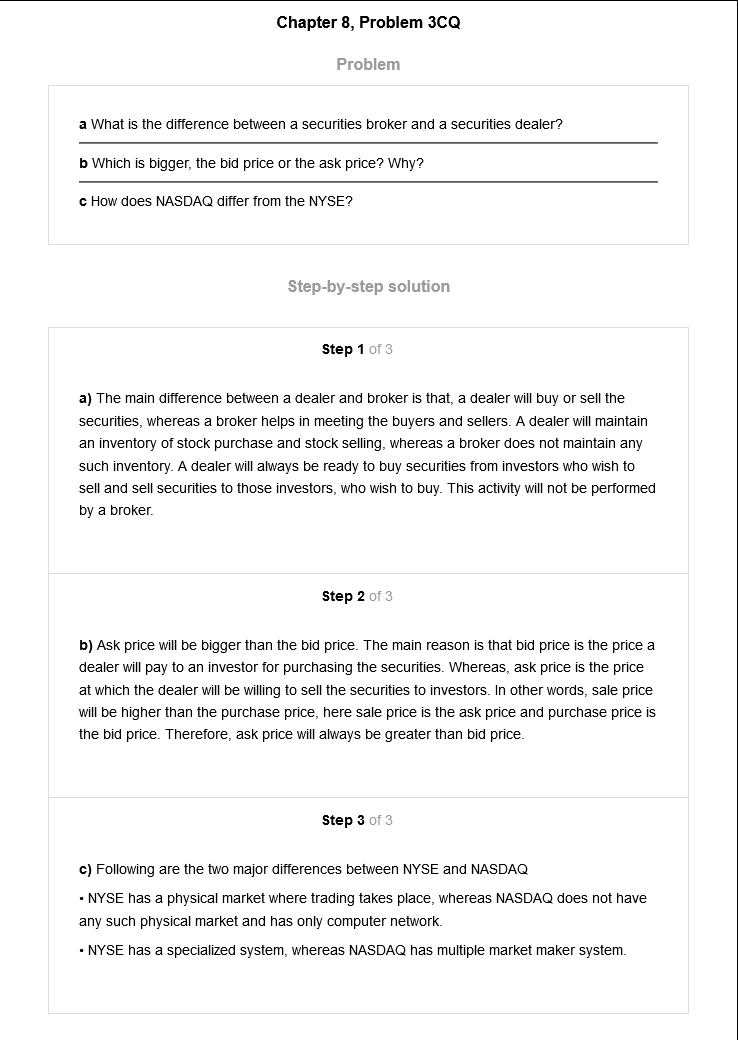 Chapter 8, Problem 3CQ
Problem
a What is the difference between a securities broker and a securities dealer?
b Which is bigger, the bid price or the ask price? Why?
c How does NASDAQ differ from the NYSE?
Step-by-step solution
Step 1 of 3
a) The main difference between a dealer and broker is that, a dealer will buy or sell the
securities, whereas a broker helps in meeting the buyers and sellers. A dealer will maintain
an inventory of stock purchase and stock selling, whereas a broker does not maintain any
such inventory. A dealer will always be ready to buy securities from investors who wish to
sell and sell securities to those investors, who wish to buy. This activity will not be performed
by a broker.
Step 2 of 3
b) Ask price will be bigger than the bid price. The main reason is that bid price is the price a
dealer will pay to an investor for purchasing the securities. Whereas, ask price is the price
at which the dealer will be willing to sell the securities to investors. In other words, sale price
will be higher than the purchase price, here sale price is the ask price and purchase price is
the bid price. Therefore, ask price will always be greater than bid price.
Step 3 of 3
c) Following are the two major differences between NYSE and NASDAQ
• NYSE has a physical market where trading takes place, whereas NASDAQ does not have
any such physical market and has only computer network.
• NYSE has a specialized system, whereas NASDAQ has multiple market maker system.